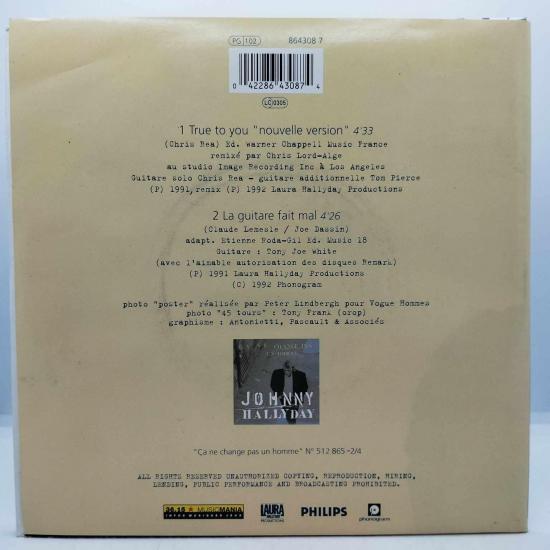 PG 102 864308 7
0 42286 43087 4
LC 0305
1 True to you "nouvelle version" 4'33
(Chris Rea) Ed. Warner Chappell Music France
remixé par Chris Lord-Alge
au studio Image Recording Inc à Los Angeles
Guitare solo Chris Rea - guitare additionnelle Tom Pierce
(P) 1991, remix (P) 1992 Laura Hallyday Productions
2 La guitare fait mal 4'26
(Claude Lemesle / Joe Dassin)
adapt. Etienne Roda-Gil Ed. Music 18
Guitare : Tony Joe White
(avec l'aimable autorisation des disques Remark)
(P) 1991 Laura Hallyday Productions
(C) 1992 Phonogram
photo "poster" réalisée par Peter Lindbergh pour Vogue Hommes
photo "45 tours" : Tony Frank (orop)
graphisme : Antonietti, Pascault & Associés
JOHNNY
HALLYDAY
"Ça ne change pas un homme" N° 512 865 -2/4
ALL RIGHTS RESERVED UNAUTHORIZED COPYING, REPRODUCTION, HIRING,
LENDING, PUBLIC PERFORMANCE AND BROADCASTING PROHIBITED.
36.15 MUSICMANIA LAURA PRODUCTIONS PHILIPS phonogram